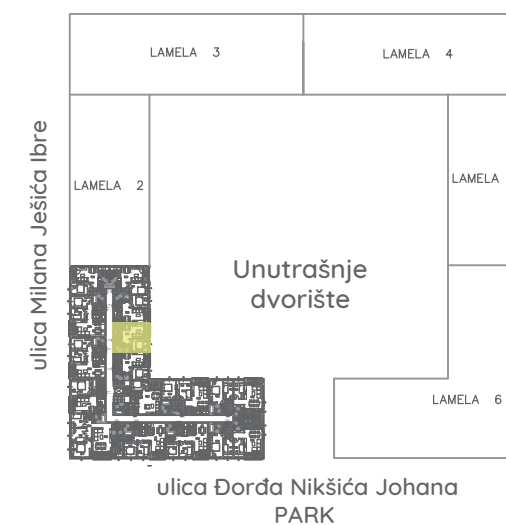 LAMELA 3
LAMELA 4
ulica Milana Ješića Ibre
LAMELA 2
LAMELA
Unutrašnje
dvorište
LAMELA 6
ulica Đorđa Nikšića Johana
PARK